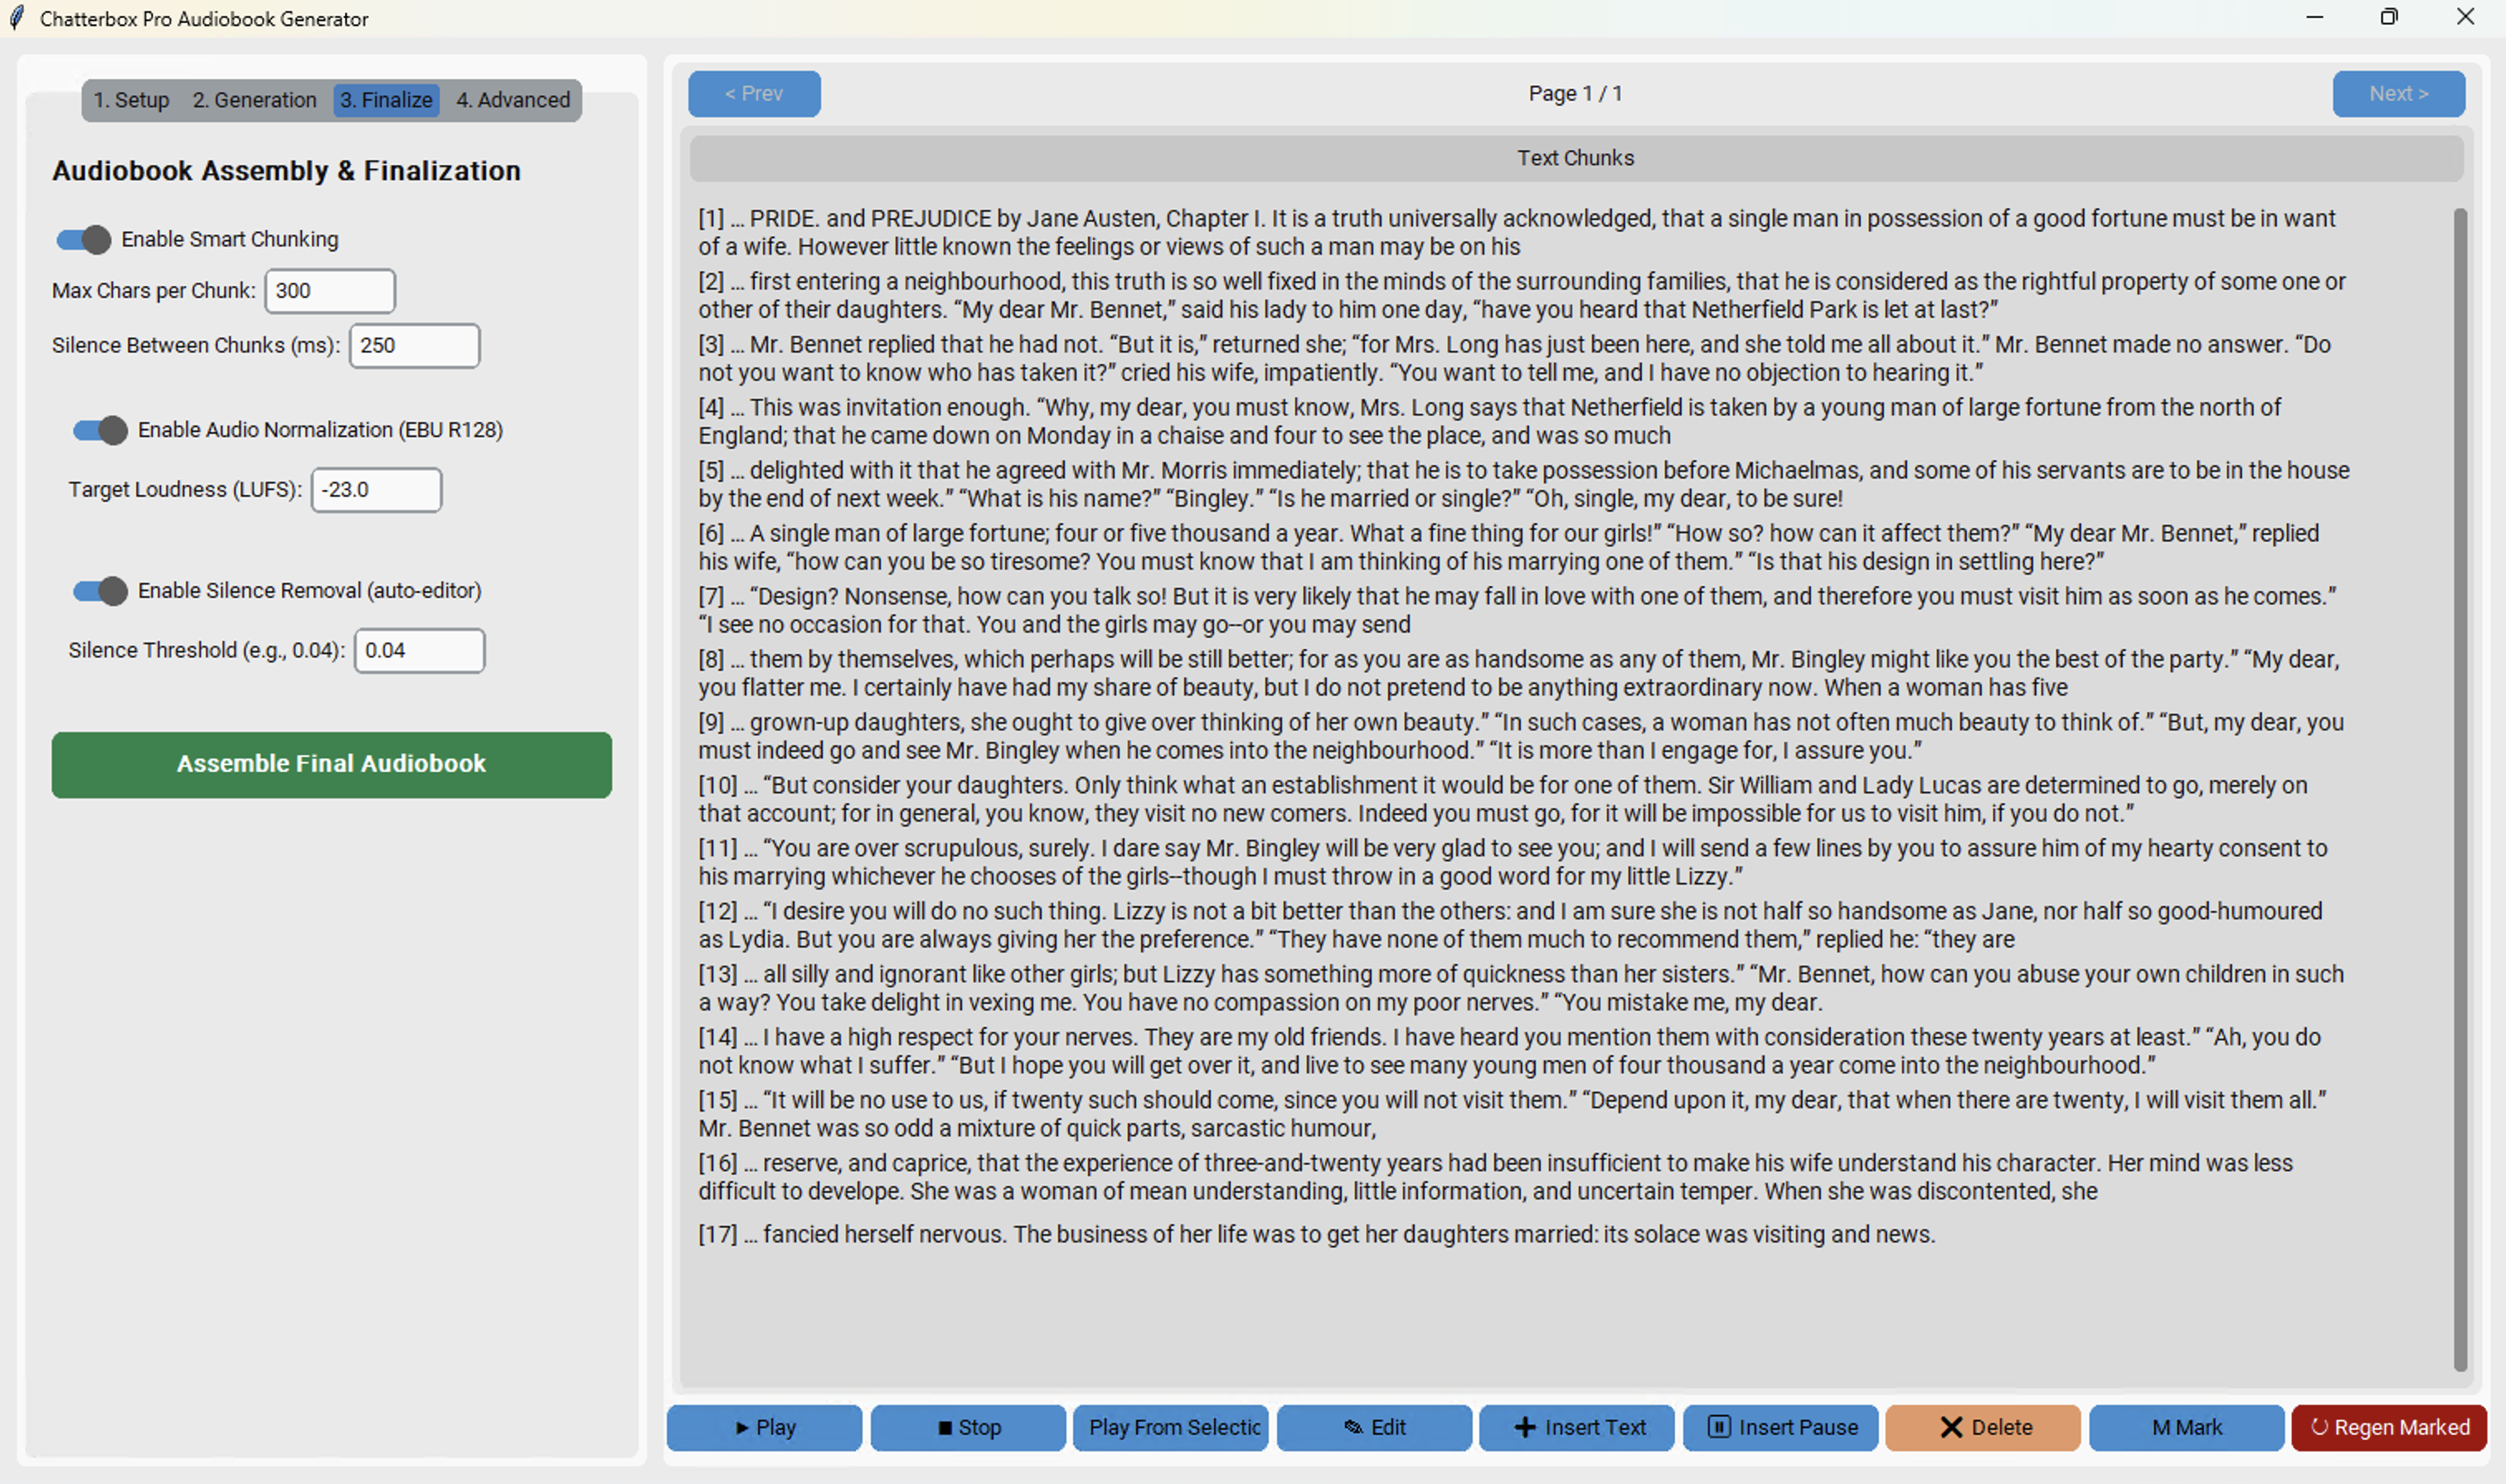 Chatterbox Pro Audiobook Generator
1. Setup 2. Generation 3. Finalize 4. Advanced
Audiobook Assembly & Finalization
Enable Smart Chunking
Max Chars per Chunk: 300
Silence Between Chunks (ms): 250
Enable Audio Normalization (EBU R128)
Target Loudness (LUFS): -23.0
Enable Silence Removal (auto-editor)
Silence Threshold (e.g., 0.04): 0.04
Assemble Final Audiobook
< Prev Page 1 / 1 Next >
Text Chunks
[1] ... PRIDE. and PREJUDICE by Jane Austen, Chapter I. It is a truth universally acknowledged, that a single man in possession of a good fortune must be in want
of a wife. However little known the feelings or views of such a man may be on his
[2] ... first entering a neighbourhood, this truth is so well fixed in the minds of the surrounding families, that he is considered as the rightful property of some one or
other of their daughters. “My dear Mr. Bennet,” said his lady to him one day, “have you heard that Netherfield Park is let at last?”
[3] ... Mr. Bennet replied that he had not. “But it is,” returned she; “for Mrs. Long has just been here, and she told me all about it.” Mr. Bennet made no answer. “Do
not you want to know who has taken it?” cried his wife, impatiently. “You want to tell me, and I have no objection to hearing it.”
[4] ... This was invitation enough. “Why, my dear, you must know, Mrs. Long says that Netherfield is taken by a young man of large fortune from the north of
England; that he came down on Monday in a chaise and four to see the place, and was so much
[5] ... delighted with it that he agreed with Mr. Morris immediately; that he is to take possession before Michaelmas, and some of his servants are to be in the house
by the end of next week.” “What is his name?” “Bingley.” “Is he married or single?” “Oh, single, my dear, to be sure!
[6] ... A single man of large fortune; four or five thousand a year. What a fine thing for our girls!” “How so? how can it affect them?” “My dear Mr. Bennet,” replied
his wife, “how can you be so tiresome? You must know that I am thinking of his marrying one of them.” “Is that his design in settling here?”
[7] ... “Design? Nonsense, how can you talk so! But it is very likely that he may fall in love with one of them, and therefore you must visit him as soon as he comes.”
“I see no occasion for that. You and the girls may go--or you may send
[8] ... them by themselves, which perhaps will be still better; for as you are as handsome as any of them, Mr. Bingley might like you the best of the party.” “My dear,
you flatter me. I certainly have had my share of beauty, but I do not pretend to be anything extraordinary now. When a woman has five
[9] ... grown-up daughters, she ought to give over thinking of her own beauty.” “In such cases, a woman has not often much beauty to think of.” “But, my dear, you
must indeed go and see Mr. Bingley when he comes into the neighbourhood.” “It is more than I engage for, I assure you.”
[10] ... “But consider your daughters. Only think what an establishment it would be for one of them. Sir William and Lady Lucas are determined to go, merely on
that account; for in general, you know, they visit no new comers. Indeed you must go, for it will be impossible for us to visit him, if you do not.”
[11] ... “You are over scrupulous, surely. I dare say Mr. Bingley will be very glad to see you; and I will send a few lines by you to assure him of my hearty consent to
his marrying whichever he chooses of the girls--though I must throw in a good word for my little Lizzy.”
[12] ... “I desire you will do no such thing. Lizzy is not a bit better than the others: and I am sure she is not half so handsome as Jane, nor half so good-humoured
as Lydia. But you are always giving her the preference.” “They have none of them much to recommend them,” replied he: “they are
[13] ... all silly and ignorant like other girls; but Lizzy has something more of quickness than her sisters.” “Mr. Bennet, how can you abuse your own children in such
a way? You take delight in vexing me. You have no compassion on my poor nerves.” “You mistake me, my dear.
[14] ... I have a high respect for your nerves. They are my old friends. I have heard you mention them with consideration these twenty years at least.” “Ah, you do
not know what I suffer.” “But I hope you will get over it, and live to see many young men of four thousand a year come into the neighbourhood.”
[15] ... “It will be no use to us, if twenty such should come, since you will not visit them.” “Depend upon it, my dear, that when there are twenty, I will visit them all.”
Mr. Bennet was so odd a mixture of quick parts, sarcastic humour,
[16] ... reserve, and caprice, that the experience of three-and-twenty years had been insufficient to make his wife understand his character. Her mind was less
difficult to develope. She was a woman of mean understanding, little information, and uncertain temper. When she was discontented, she
[17] ... fancied herself nervous. The business of her life was to get her daughters married: its solace was visiting and news.
Play Stop Play From Selectic Edit Insert Text Insert Pause Delete M Mark Regen Marked